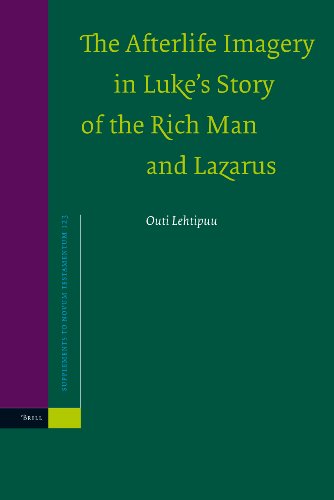 The Afterlife Imagery
in Luke's Story
of the Rich Man
and Lazarus
Outi Lehtipuu
SUPPLEMENTS TO NOVUM TESTAMENTUM 123
BRILL